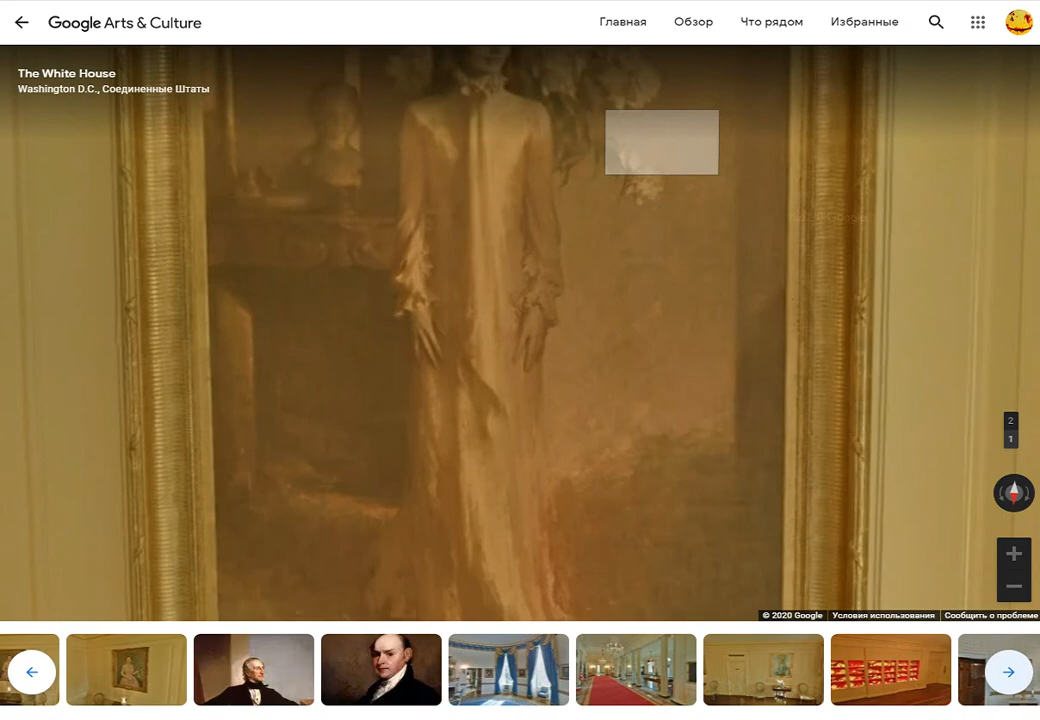 Google Arts & Culture
Главная Обзор Что рядом Избранные
The White House
Washington D.C., Соединенные Штаты
2
1
© 2020 Google Условия использования Сообщить о проблеме